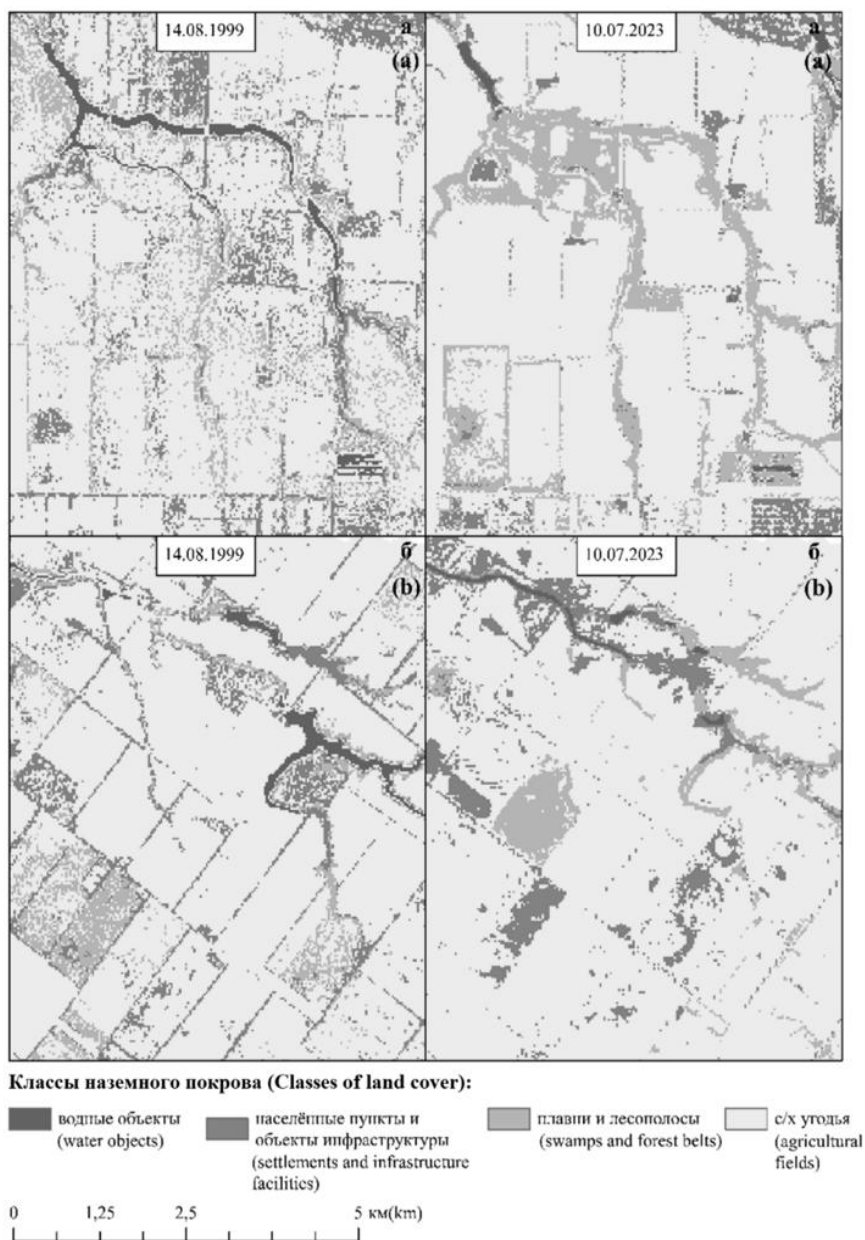 14.08.1999
а
(a)
10.07.2023
а
(a)
14.08.1999
б
(b)
10.07.2023
б
(b)
Классы наземного покрова (Classes of land cover):
водные объекты
(water objects)
населённые пункты и
объекты инфраструктуры
(settlements and infrastructure
facilities)
плавни и лесополосы
(swamps and forest belts)
с/х угодья
(agricultural
fields)
0 1,25 2,5 5 км(km)